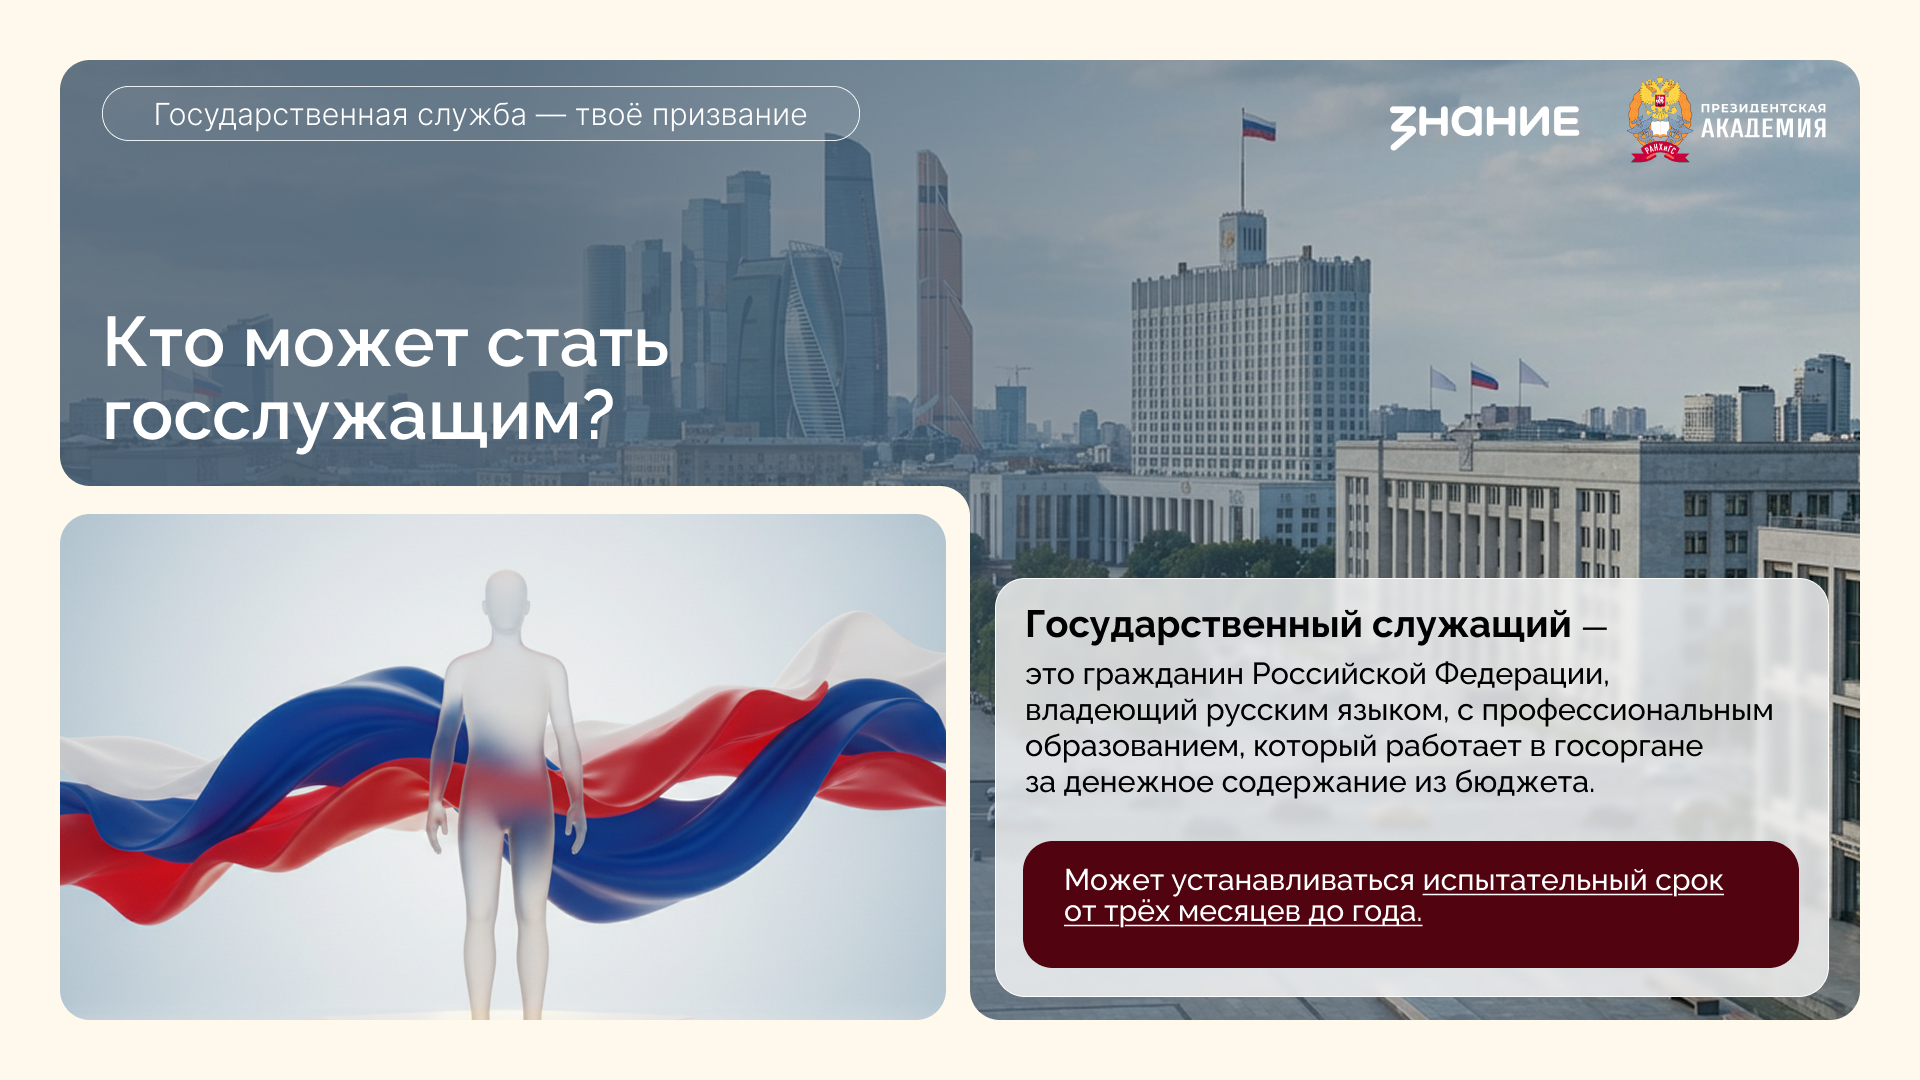 Государственная служба — твоё призвание
ЗНАНИЕ
ПРЕЗИДЕНТСКАЯ
АКАДЕМИЯ
РАНХиГС
Кто может стать
госслужащим?
Государственный служащий —
это гражданин Российской Федерации,
владеющий русским языком, с профессиональным
образованием, который работает в госоргане
за денежное содержание из бюджета.
Может устанавливаться испытательный срок
от трёх месяцев до года.